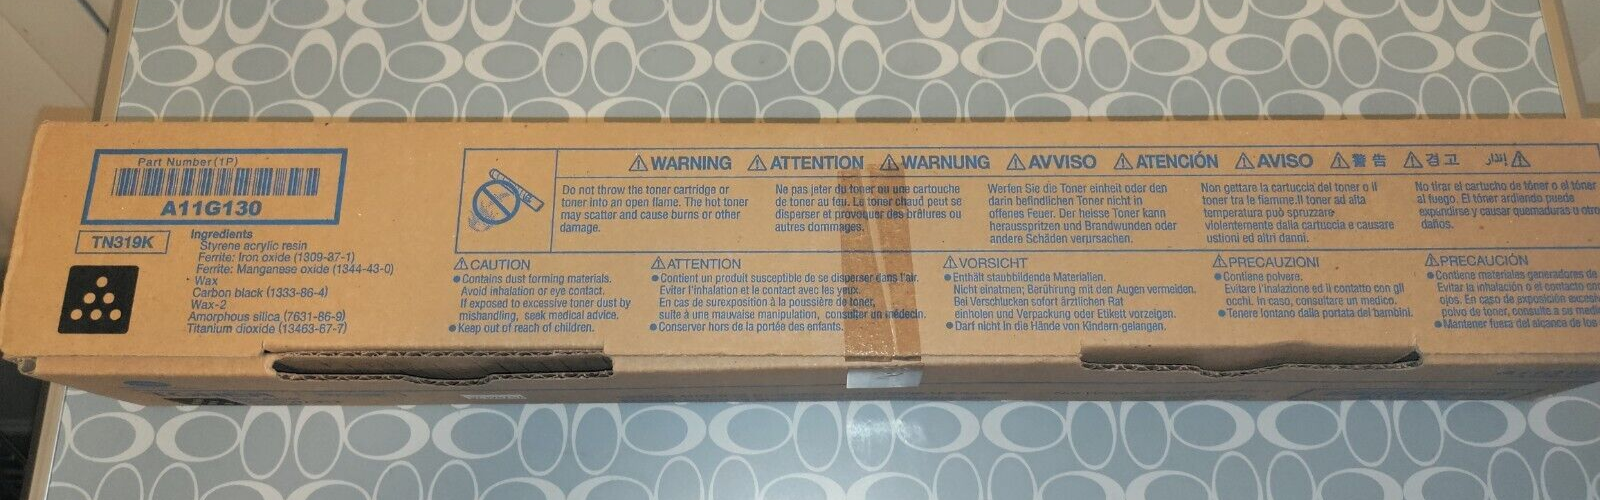 Part Number(1P)
A11G130
TN319K
Ingredients
Styrene acrylic resin
Ferrite: Iron oxide (1309-37-1)
Ferrite: Manganese oxide (1344-43-0)
Wax
Carbon black (1333-86-4)
Wax-2
Amorphous silica (7631-86-9)
Titanium dioxide (13463-67-7)
⚠WARNING ⚠ATTENTION ⚠WARNUNG ⚠AVVISO ⚠ATENCIÓN ⚠AVISO ⚠警告 ⚠경고 إنذار⚠
Do not throw the toner cartridge or
toner into an open flame. The hot toner
may scatter and cause burns or other
damage.
Ne pas jeter du toner ou une cartouche
de toner au feu. Le toner chaud peut se
disperser et provoquer des brûlures ou
autres dommages.
Werfen Sie die Toner einheit oder den
darin befindlichen Toner nicht in
offenes Feuer. Der heisse Toner kann
herausspritzen und Brandwunden oder
andere Schäden verursachen.
Non gettare la cartuccia del toner o il
toner tra le fiamme.Il toner ad alta
temperatura può spruzzare
violentemente dalla cartuccia e causare
ustioni ed altri danni.
No tirar el cartucho de tóner o el tóner
al fuego. El tóner ardiendo puede
expandirse y causar quemaduras u otro
daños.
⚠CAUTION
●Contains dust forming materials.
Avoid inhalation or eye contact.
If exposed to excessive toner dust by
mishandling, seek medical advice.
●Keep out of reach of children.
⚠ATTENTION
●Contient un produit susceptible de se disperser dans l'air.
Éviter l'inhalation et le contact avec les yeux.
En cas de surexposition à la poussière de toner,
suite à une mauvaise manipulation, consulter un médecin.
●Conserver hors de la portée des enfants.
⚠VORSICHT
●Enthält staubbildende Materialien.
Nicht einatmen; Berührung mit den Augen vermeiden.
Bei Verschlucken sofort ärztlichen Rat
einholen und Verpackung oder Etikett vorzeigen.
●Darf nicht in die Hände von Kindern gelangen.
⚠PRECAUZIONI
●Contiene polvere.
Evitare l'inalazione ed il contatto con gli
occhi. In caso, consultare un medico.
●Tenere lontano dalla portata dei bambini.
⚠PRECAUCIÓN
●Contiene materiales generadores de
Evitar la inhalación o el contacto con
ojos. En caso de exposición
polvo de toner, consulte a su
●Mantener fuera del alcance de los